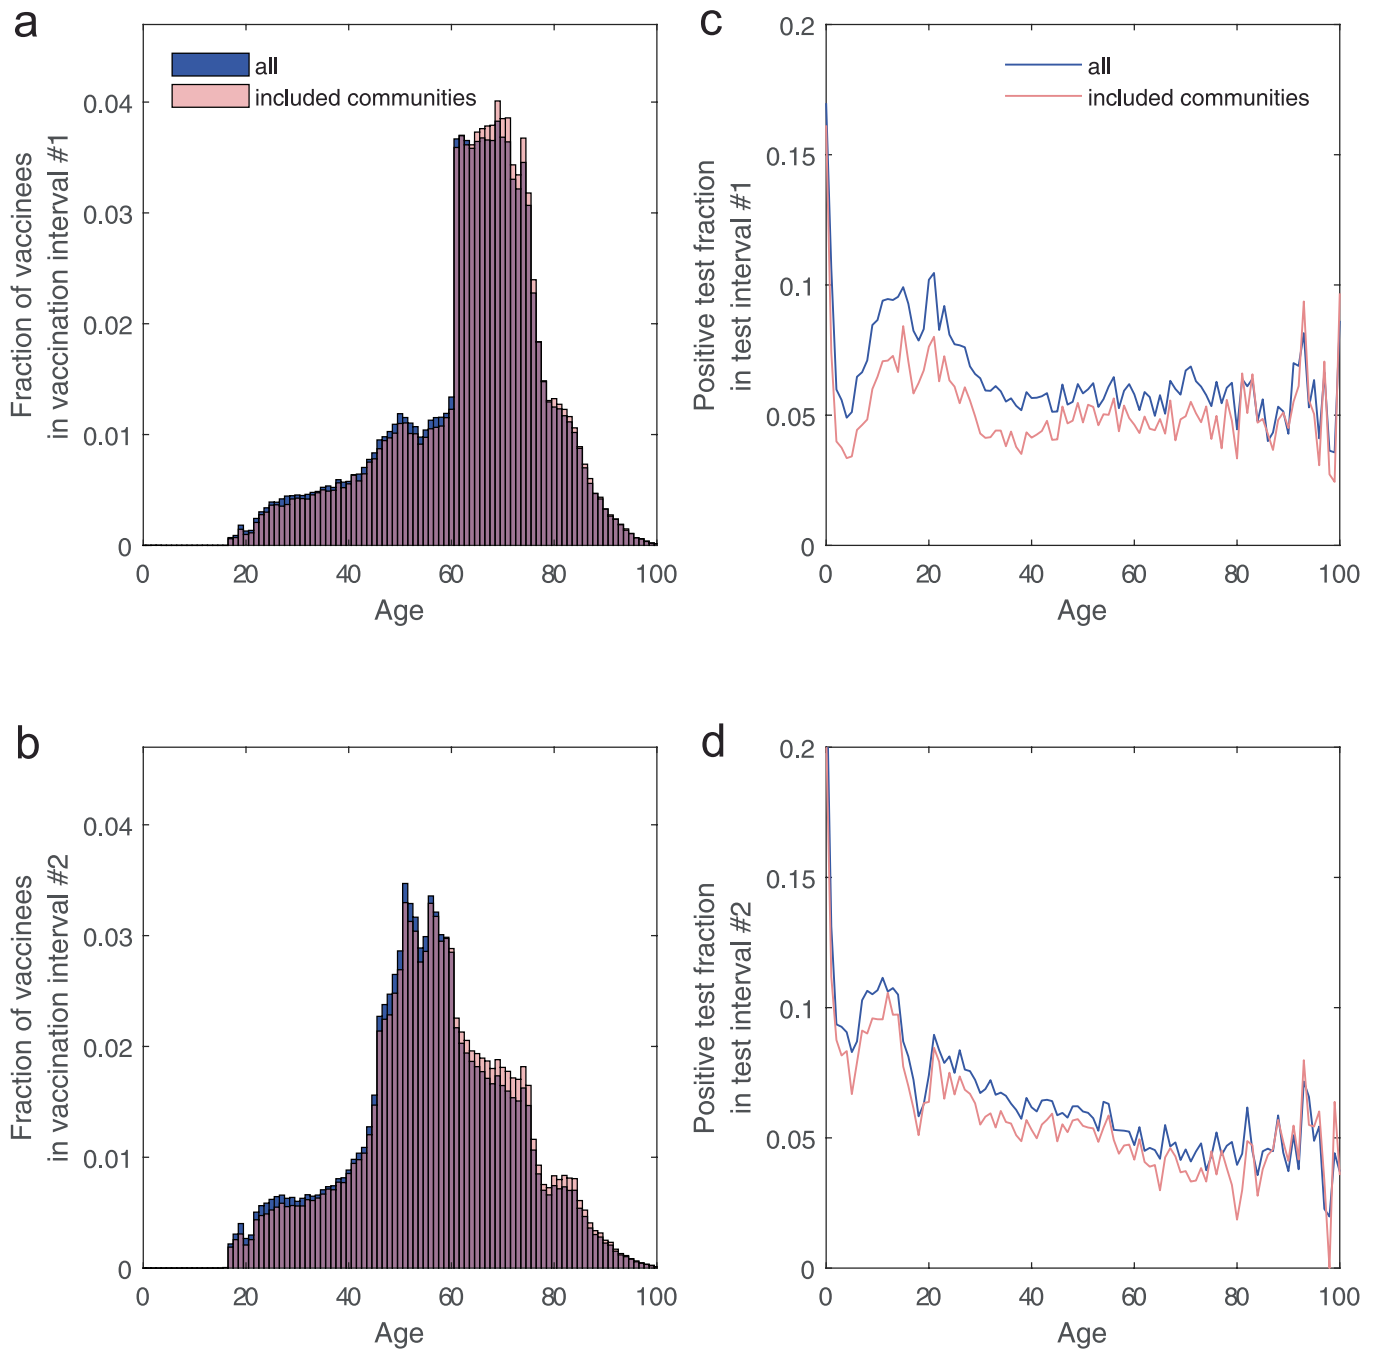 a
all
included communities
Fraction of vaccinees
in vaccination interval #1
0.04
0.03
0.02
0.01
0
0 20 40 60 80 100
Age
c
all
included communities
Positive test fraction
in test interval #1
0.2
0.15
0.1
0.05
0
0 20 40 60 80 100
Age
b
Fraction of vaccinees
in vaccination interval #2
0.04
0.03
0.02
0.01
0
0 20 40 60 80 100
Age
d
Positive test fraction
in test interval #2
0.2
0.15
0.1
0.05
0
0 20 40 60 80 100
Age